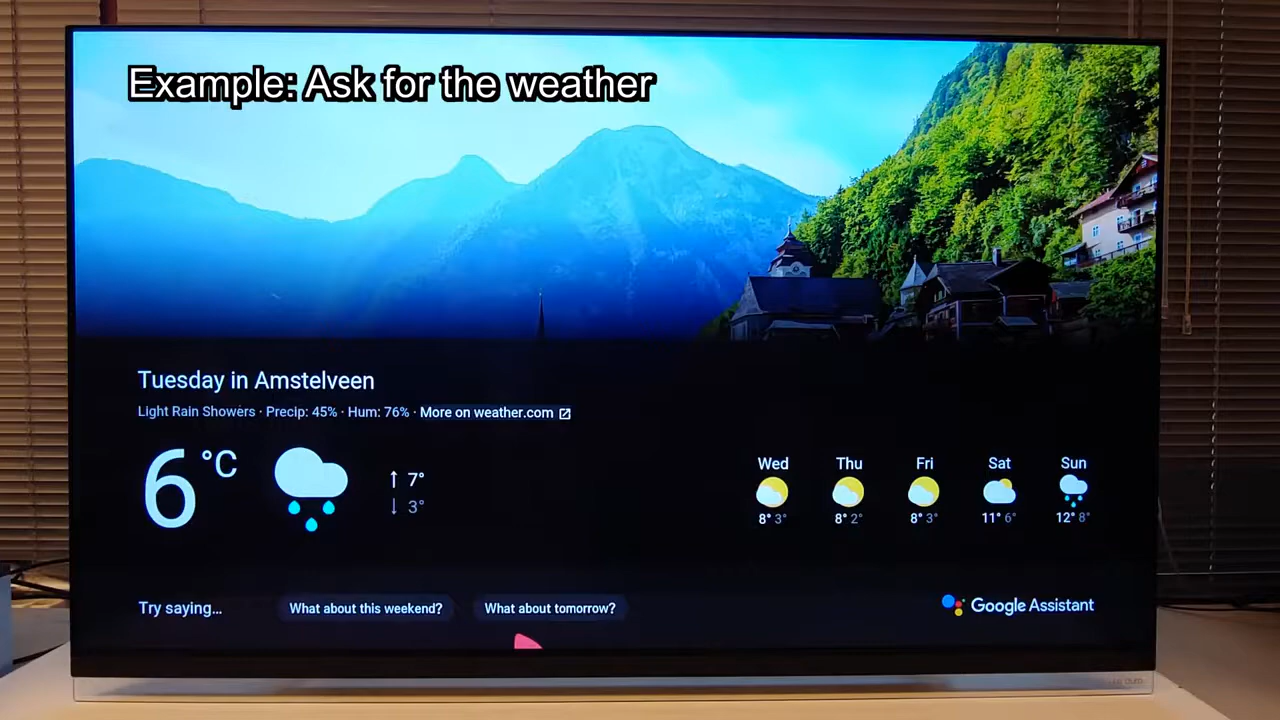 Example: Ask for the weather
Tuesday in Amstelveen
Light Rain Showers · Precip: 45% · Hum: 76% · More on weather.com
6 °C
↑ 7°
↓ 3°
Wed Thu Fri Sat Sun
8° 3° 8° 2° 8° 3° 11° 6° 12° 8°
Try saying... What about this weekend? What about tomorrow?
Google Assistant